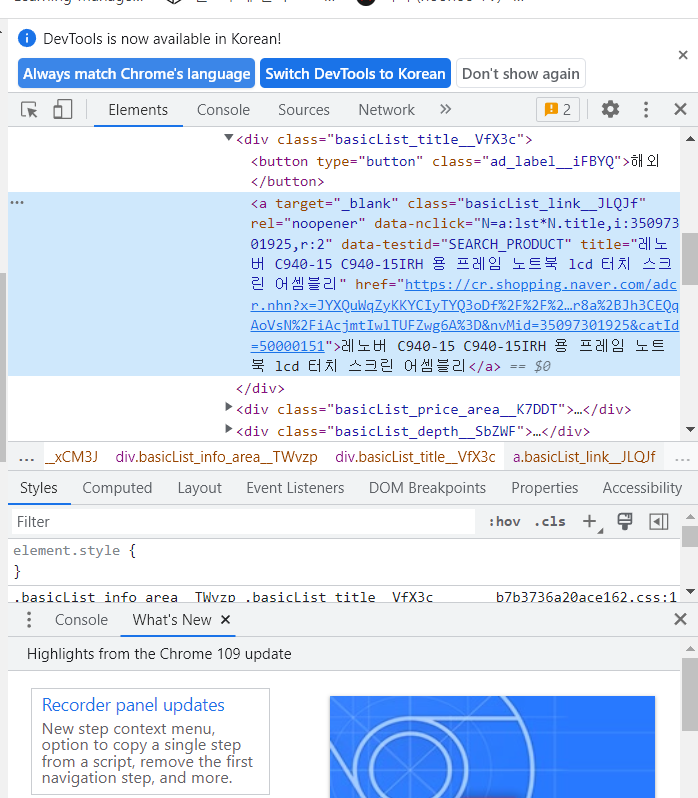 DevTools is now available in Korean!
Always match Chrome's language Switch DevTools to Korean Don't show again
Elements Console Sources Network » 2
<div class="basicList_title__VfX3c">
<button type="button" class="ad_label__iFBYQ">해외
</button>
<a target="_blank" class="basicList_link__JLQJf"
rel="noopener" data-nclick="N=a:lst*N.title,i:35097
301925,r:2" data-testid="SEARCH_PRODUCT" title="레노
버 C940-15 C940-15IRH 용 프레임 노트북 lcd 터치 스크
린 어셈블리" href="https://cr.shopping.naver.com/adc
r.nhn?x=JYXQuWqZyKKYCIyTYQ3oDf%2F%2F%2…r8a%2BJh3CEQq
AoVsN%2FiAcjmtIwlTUFZwg6A%3D&nvMid=35097301925&catId
=50000151">레노버 C940-15 C940-15IRH 용 프레임 노트
북 lcd 터치 스크린 어셈블리</a> == $0
</div>
<div class="basicList_price_area__K7DDT">…</div>
<div class="basicList_depth__SbZWF">…</div>
... __xCM3J div.basicList_info_area__TWvzp div.basicList_title__VfX3c a.basicList_link__JLQJf ...
Styles Computed Layout Event Listeners DOM Breakpoints Properties Accessibility
Filter :hov .cls
element.style {
}
.basicList_info_area__TWvzp .basicList_title__VfX3c b7b3736a20ace162.css:1
Console What's New
Highlights from the Chrome 109 update
Recorder panel updates
New step context menu,
option to copy a single step
from a script, remove the first
navigation step, and more.